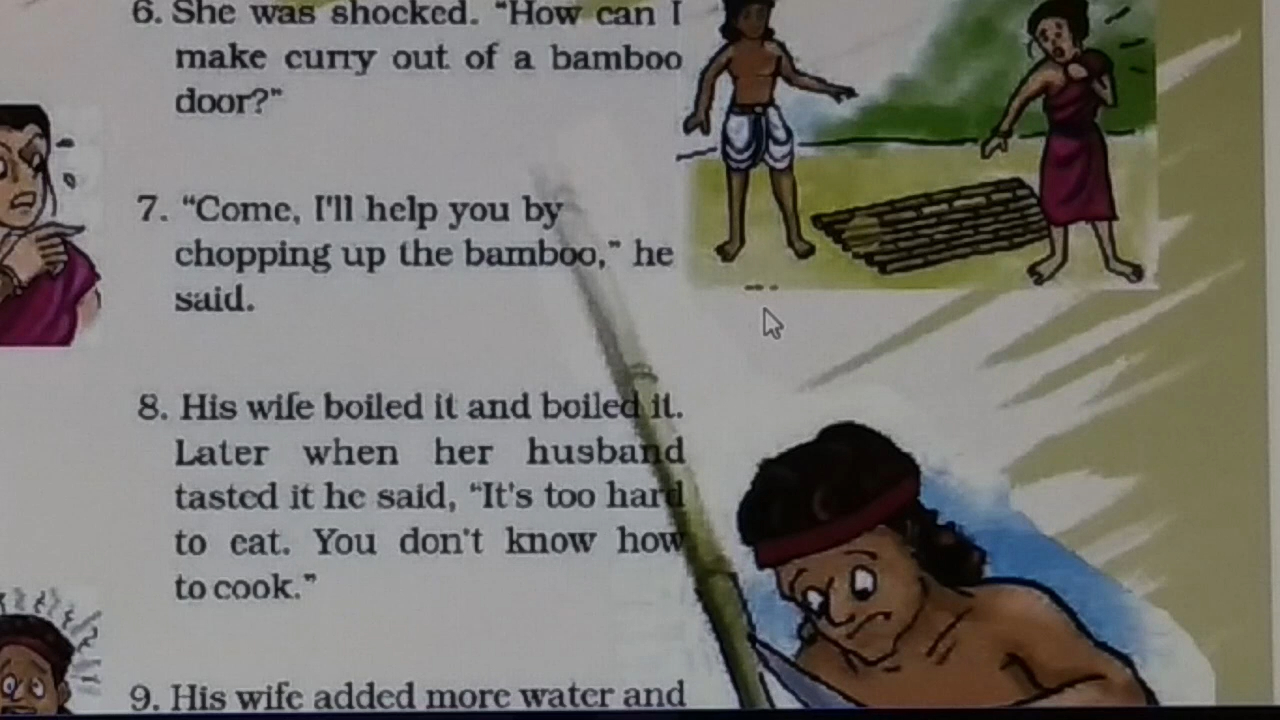 6. She was shocked. "How can I
make curry out of a bamboo
door?"
7. "Come, I'll help you by
chopping up the bamboo," he
said.
8. His wife boiled it and boiled it.
Later when her husband
tasted it he said, "It's too hard
to eat. You don't know how
to cook."
9. His wife added more water and